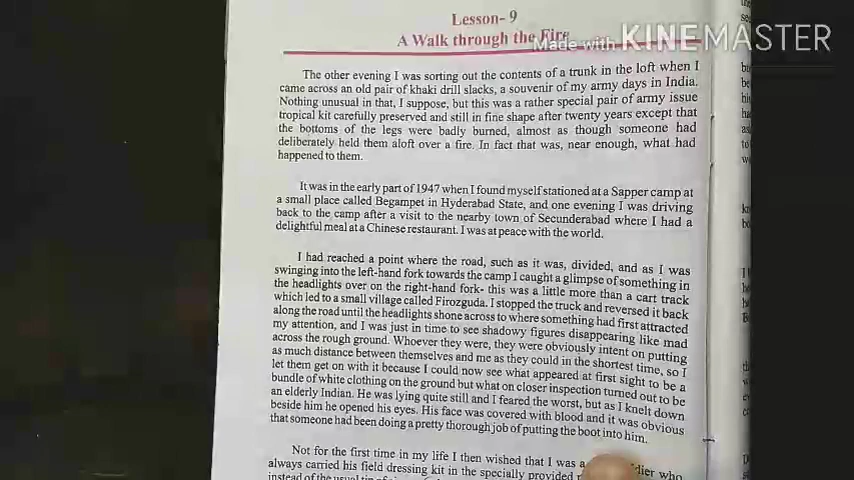 Lesson- 9
A Walk through the Fire
Made with KINEMASTER
The other evening I was sorting out the contents of a trunk in the loft when I
came across an old pair of khaki drill slacks, a souvenir of my army days in India.
Nothing unusual in that, I suppose, but this was a rather special pair of army issue
tropical kit carefully preserved and still in fine shape after twenty years except that
the bottoms of the legs were badly burned, almost as though someone had
deliberately held them aloft over a fire. In fact that was, near enough, what had
happened to them.
It was in the early part of 1947 when I found myself stationed at a Sapper camp at
a small place called Begampet in Hyderabad State, and one evening I was driving
back to the camp after a visit to the nearby town of Secunderabad where I had a
delightful meal at a Chinese restaurant. I was at peace with the world.
I had reached a point where the road, such as it was, divided, and as I was
swinging into the left-hand fork towards the camp I caught a glimpse of something in
the headlights over on the right-hand fork- this was a little more than a cart track
which led to a small village called Firozguda. I stopped the truck and reversed it back
along the road until the headlights shone across to where something had first attracted
my attention, and I was just in time to see shadowy figures disappearing like mad
across the rough ground. Whoever they were, they were obviously intent on putting
as much distance between themselves and me as they could in the shortest time, so I
let them get on with it because I could now see what appeared at first sight to be a
bundle of white clothing on the ground but what on closer inspection turned out to be
an elderly Indian. He was lying quite still and I feared the worst, but as I knelt down
beside him he opened his eyes. His face was covered with blood and it was obvious
that someone had been doing a pretty thorough job of putting the boot into him.
Not for the first time in my life I then wished that I was a who
always carried his field dressing kit in the specially provided
instead of the usual